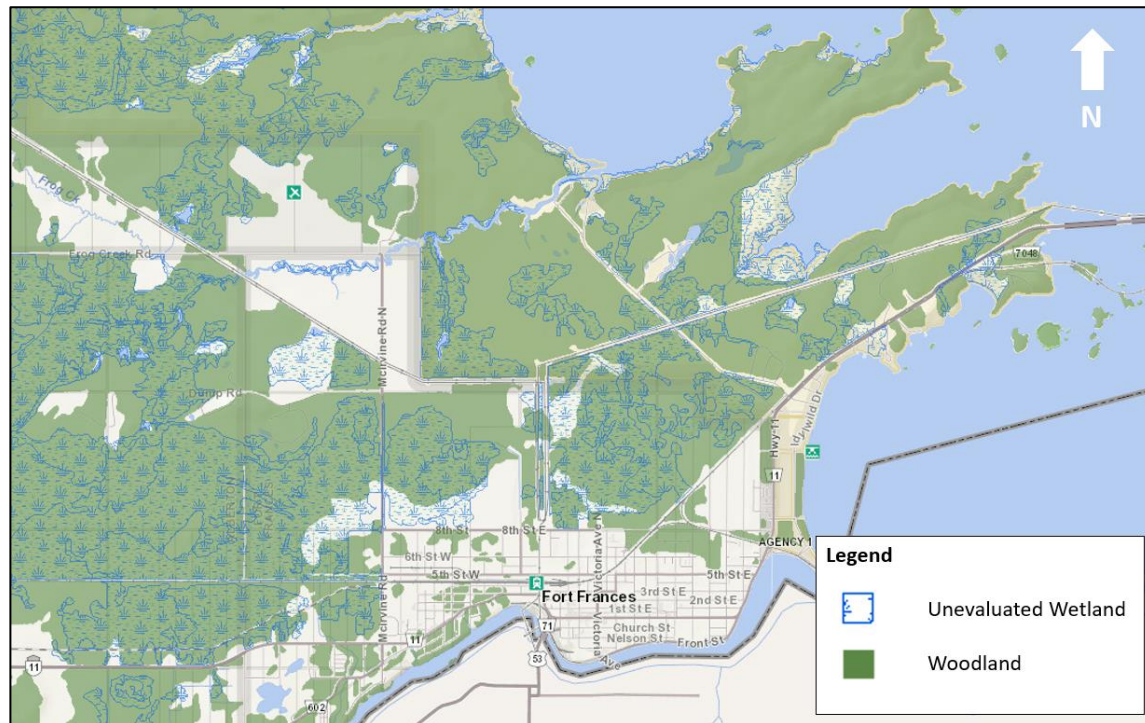 N
Frog Cr
7048
Frog Creek Rd
McIrvine Rd N
Dump Rd
Idylwild Dr
Hwy 11
11
8th St
8th St E
Victoria Ave N
AGENCY 1
6th St W
5th St W
5th St E
Fort Frances
3rd St E
2nd St E
1st St E
McIrvine Rd
71
Church St
Nelson St
Front St
Victoria Ave
11
53
11
602
Legend
Unevaluated Wetland
Woodland